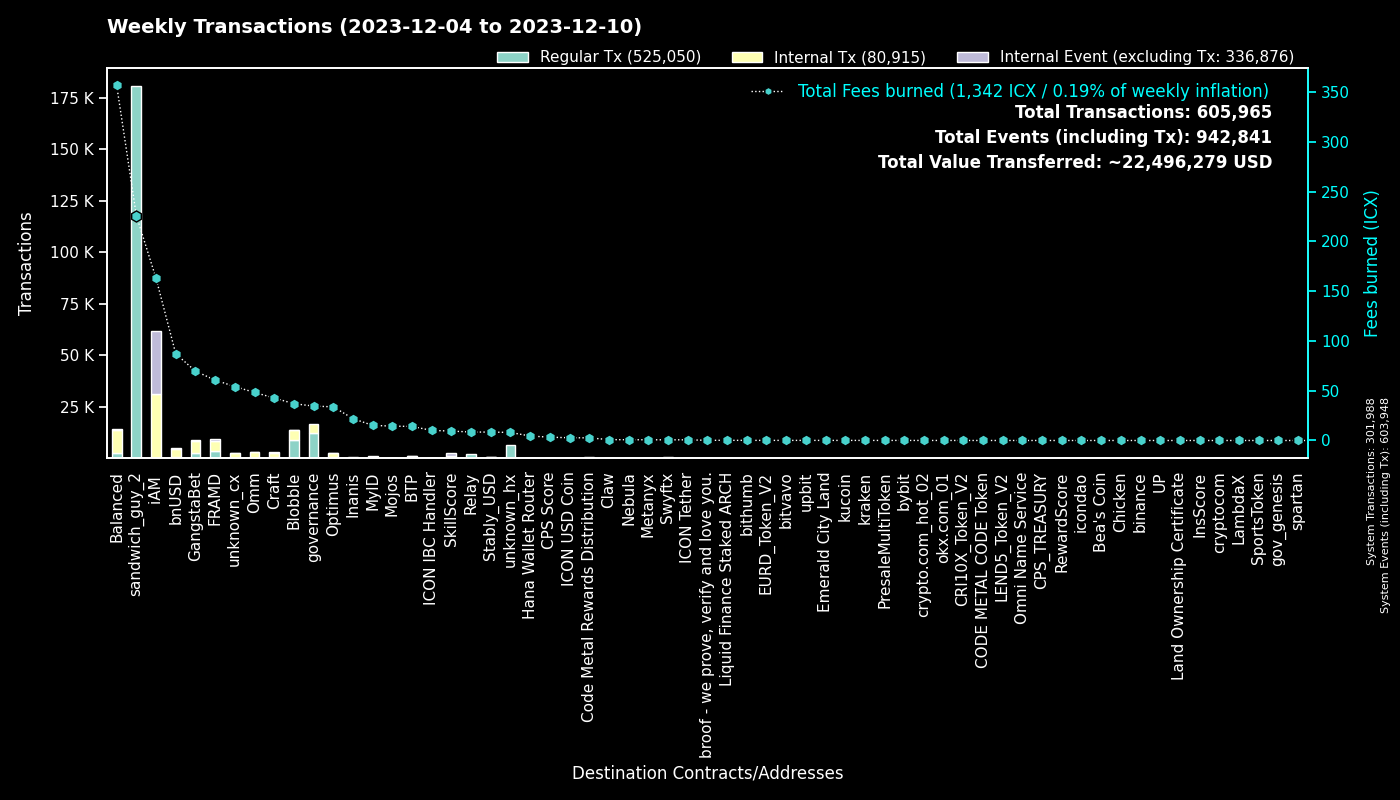 Weekly Transactions (2023-12-04 to 2023-12-10)
Regular Tx (525,050)
Internal Tx (80,915)
Internal Event (excluding Tx: 336,876)
Total Fees burned (1,342 ICX / 0.19% of weekly inflation)
Total Transactions: 605,965
Total Events (including Tx): 942,841
Total Value Transferred: ~22,496,279 USD
Transactions
175 K
150 K
125 K
100 K
75 K
50 K
25 K
350
300
250
200
150
100
50
0
Fees burned (ICX)
System Transactions: 301,988
System Events (including Tx): 603,948
Balanced
sandwich_guy_2
iAM
bnUSD
GangstaBet
FRAMD
unknown_cx
Omm
Craft
Blobble
governance
Optimus
Inanis
MyID
Mojos
BTP
ICON IBC Handler
SkillScore
Relay
Stably_USD
unknown_hx
Hana Wallet Router
CPS Score
ICON USD Coin
Code Metal Rewards Distribution
Claw
Nebula
Metanyx
Swyftx
ICON Tether
broof - we prove, verify and love you.
Liquid Finance Staked ARCH
bithumb
EURD_Token_V2
bitvavo
upbit
Emerald City Land
kucoin
kraken
PresaleMultiToken
bybit
crypto.com_hot_02
okx.com_01
CRI10X_Token_V2
CODE METAL CODE Token
LEND5_Token_V2
Omni Name Service
CPS_TREASURY
RewardScore
icondao
Bea's Coin
Chicken
binance
UP
Land Ownership Certificate
InsScore
cryptocom
LambdaX
SportsToken
gov_genesis
spartan
Destination Contracts/Addresses